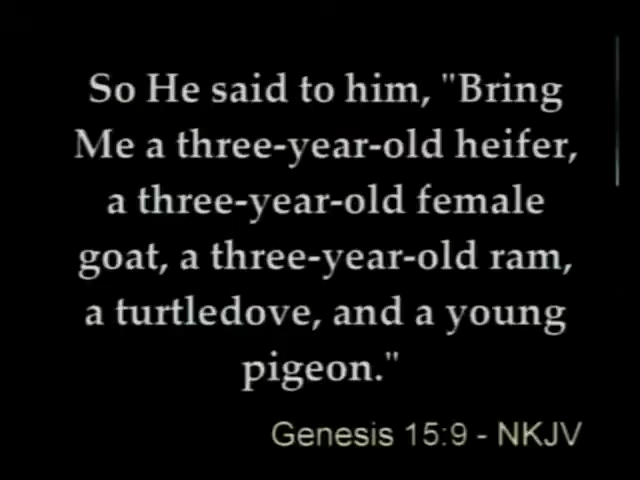 So He said to him, "Bring
Me a three-year-old heifer,
a three-year-old female
goat, a three-year-old ram,
a turtledove, and a young
pigeon."
Genesis 15:9 - NKJV